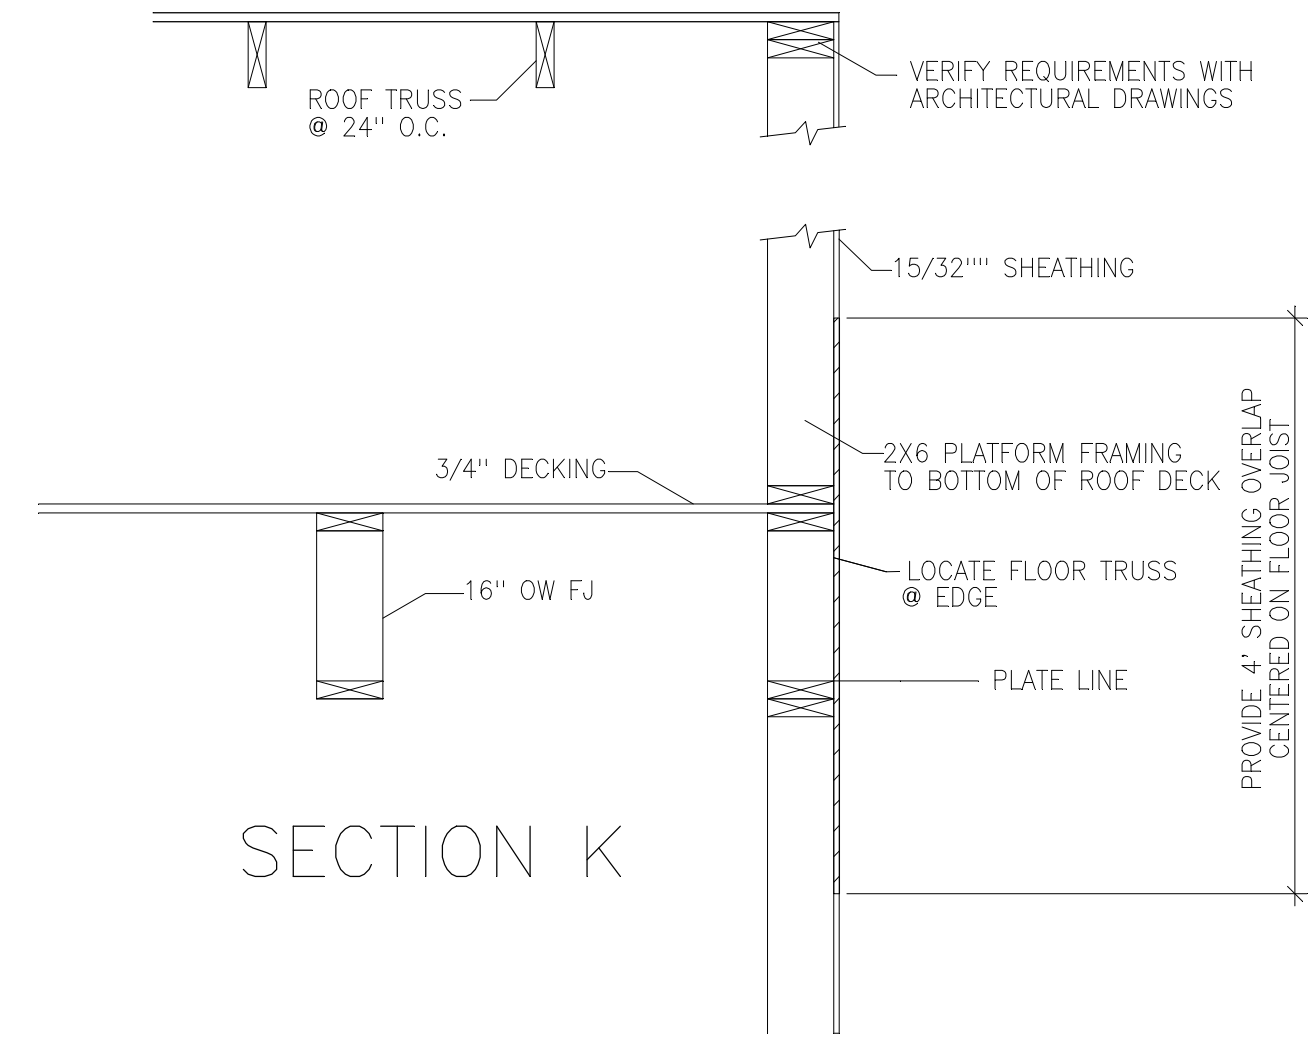 ROOF TRUSS
@ 24" O.C.
VERIFY REQUIREMENTS WITH
ARCHITECTURAL DRAWINGS
15/32"" SHEATHING
3/4" DECKING
2X6 PLATFORM FRAMING
TO BOTTOM OF ROOF DECK
16" OW FJ
LOCATE FLOOR TRUSS
@ EDGE
PLATE LINE
PROVIDE 4' SHEATHING OVERLAP
CENTERED ON FLOOR JOIST
SECTION K